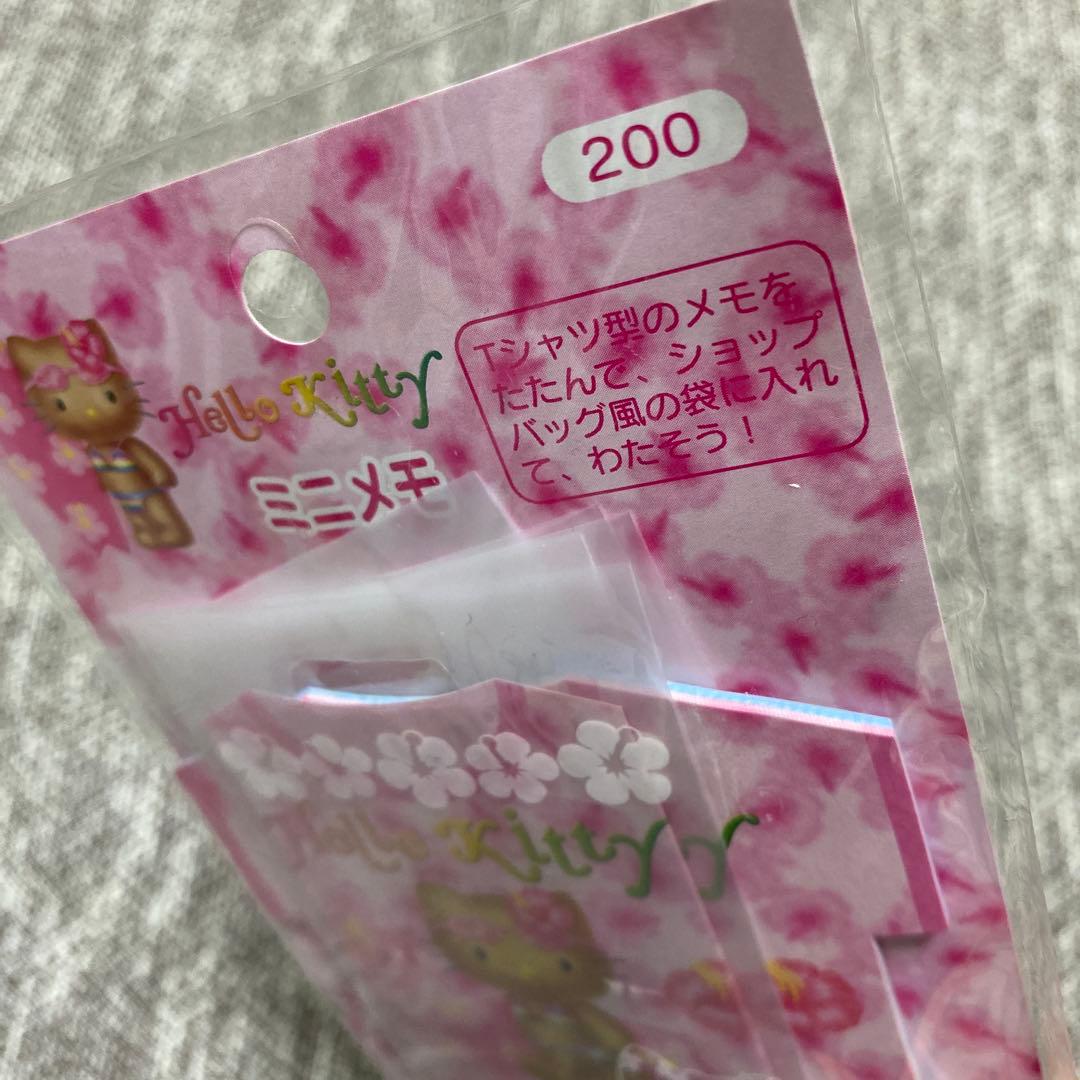 200
Tシャツ型のメモを
たたんで、ショップ
バッグ風の袋に入れ
て、わたそう！
Hello Kitty
ミニメモ
Hello Kitty
y